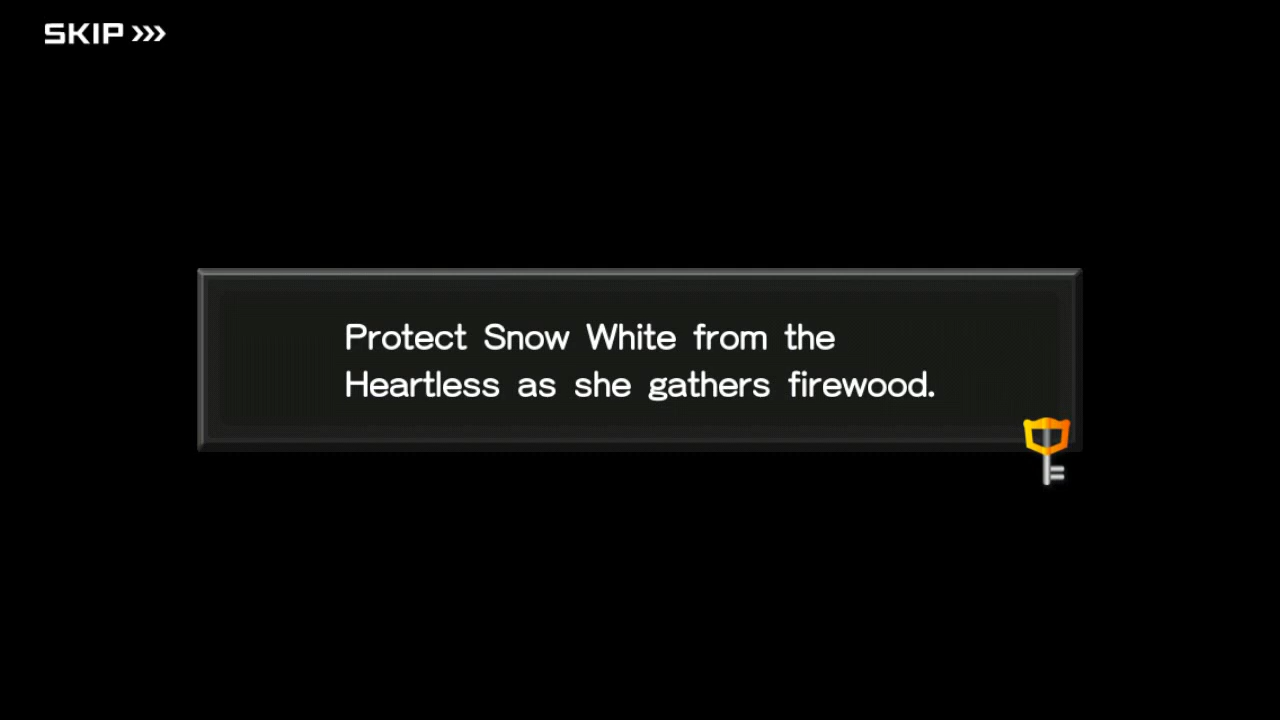 SKIP >>>
Protect Snow White from the
Heartless as she gathers firewood.